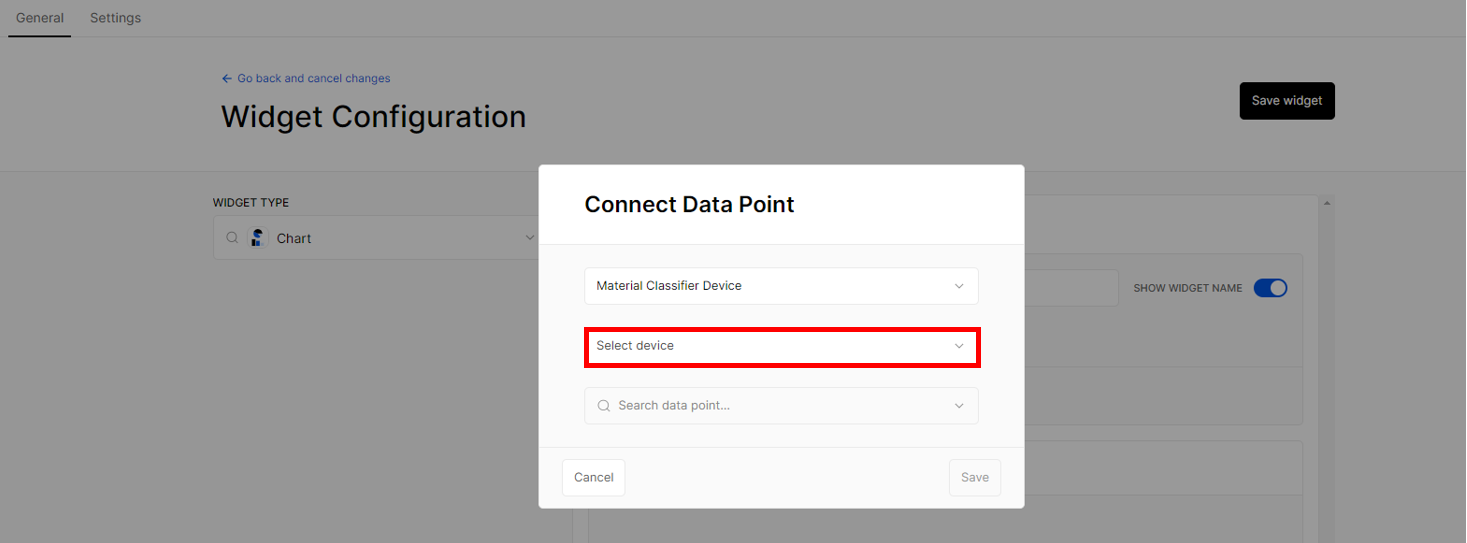 General
Settings
Go back and cancel changes
Widget Configuration
Save widget
WIDGET TYPE
Chart
Connect Data Point
Material Classifier Device
Select device
Search data point...
Cancel
Save
SHOW WIDGET NAME